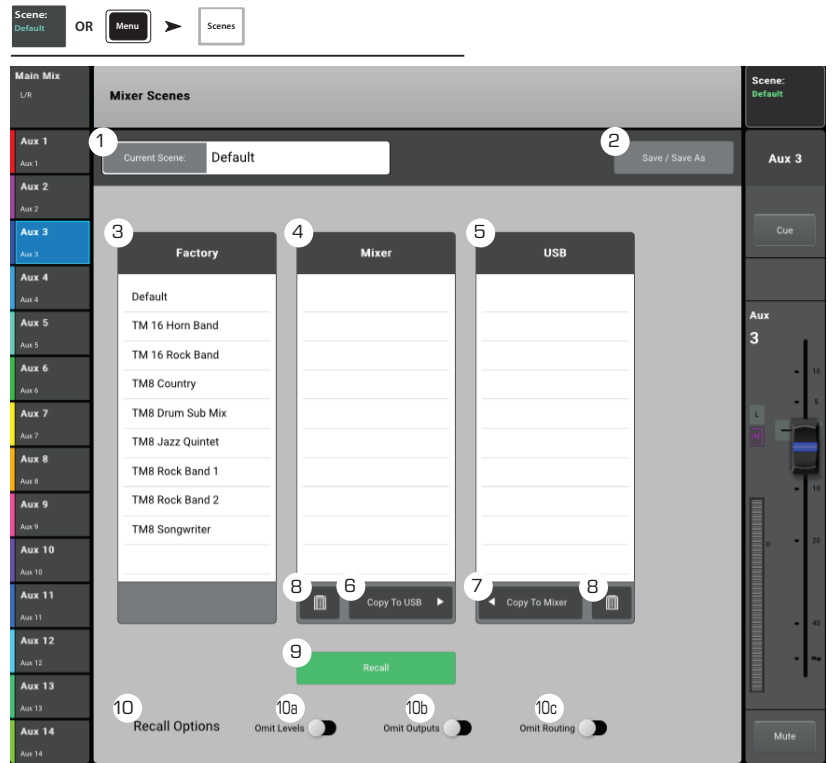 Scene:
Default
OR
Menu
Scenes
Main Mix
L/R
Mixer Scenes
Scene:
Default
1
Current Scene:
Default
2
Save / Save As
Aux 1
Aux 1
Aux 2
Aux 2
Aux 3
Aux 3
Aux 4
Aux 4
Aux 5
Aux 5
Aux 6
Aux 6
Aux 7
Aux 7
Aux 8
Aux 8
Aux 9
Aux 9
Aux 10
Aux 10
Aux 11
Aux 11
Aux 12
Aux 12
Aux 13
Aux 13
Aux 14
Aux 14
3
Factory
Default
TM 16 Horn Band
TM 16 Rock Band
TM8 Country
TM8 Drum Sub Mix
TM8 Jazz Quintet
TM8 Rock Band 1
TM8 Rock Band 2
TM8 Songwriter
4
Mixer
8
6
Copy To USB
5
USB
7
Copy To Mixer
8
9
Recall
10
Recall Options
10a
Omit Levels
10b
Omit Outputs
10c
Omit Routing
Aux 3
Cue
Aux
3
10
5
L
10
20
40
∞
Mute